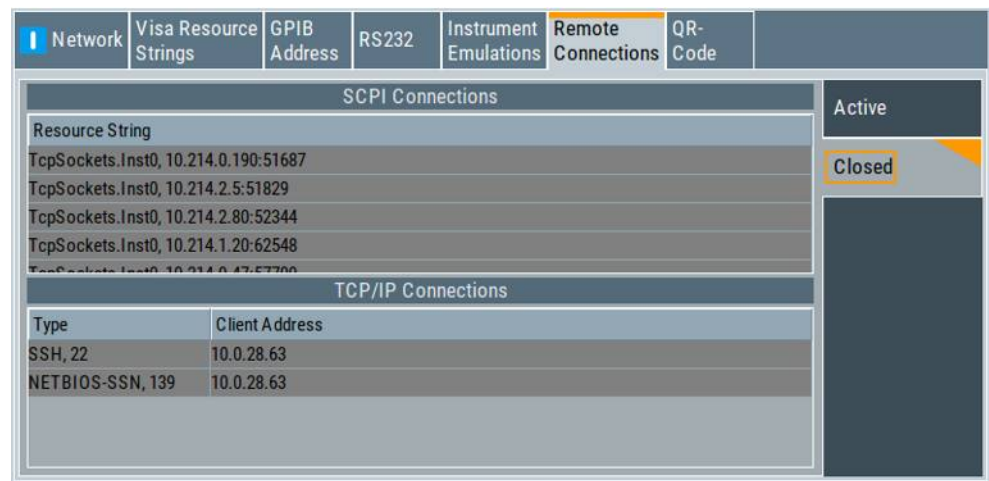 Network
Visa Resource Strings
GPIB Address
RS232
Instrument Emulations
Remote Connections
QR-Code
SCPI Connections
Resource String
TcpSockets.Inst0, 10.214.0.190:51687
TcpSockets.Inst0, 10.214.2.5:51829
TcpSockets.Inst0, 10.214.2.80:52344
TcpSockets.Inst0, 10.214.1.20:62548
TCP/IP Connections
Type Client Address
SSH, 22 10.0.28.63
NETBIOS-SSN, 139 10.0.28.63
Active
Closed